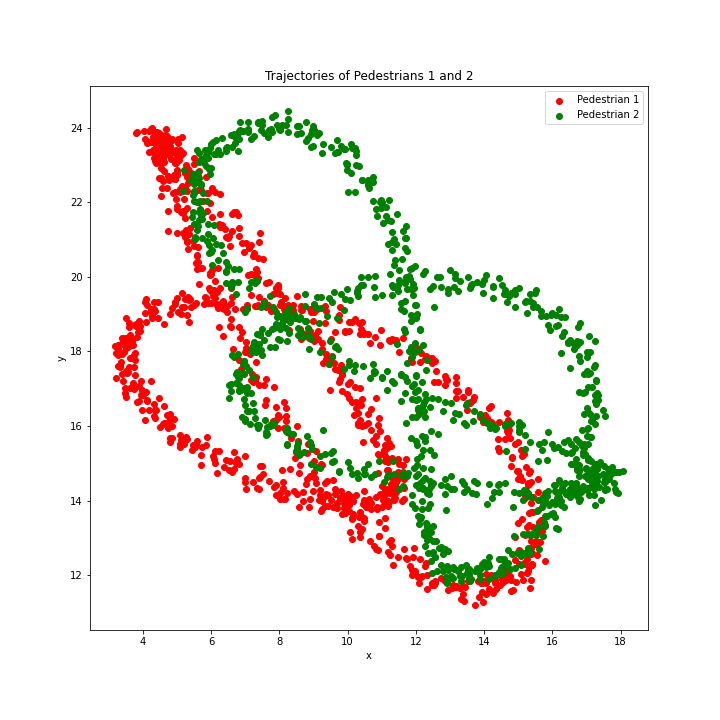 Trajectories of Pedestrians 1 and 2
Pedestrian 1
Pedestrian 2
24
22
20
18
16
14
12
y
4 6 8 10 12 14 16 18
x